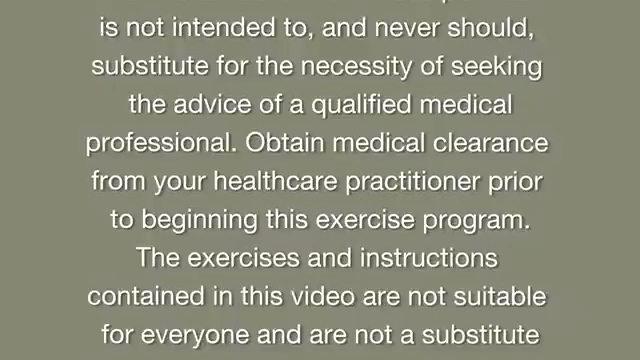 is not intended to, and never should,
substitute for the necessity of seeking
the advice of a qualified medical
professional. Obtain medical clearance
from your healthcare practitioner prior
to beginning this exercise program.
The exercises and instructions
contained in this video are not suitable
for everyone and are not a substitute